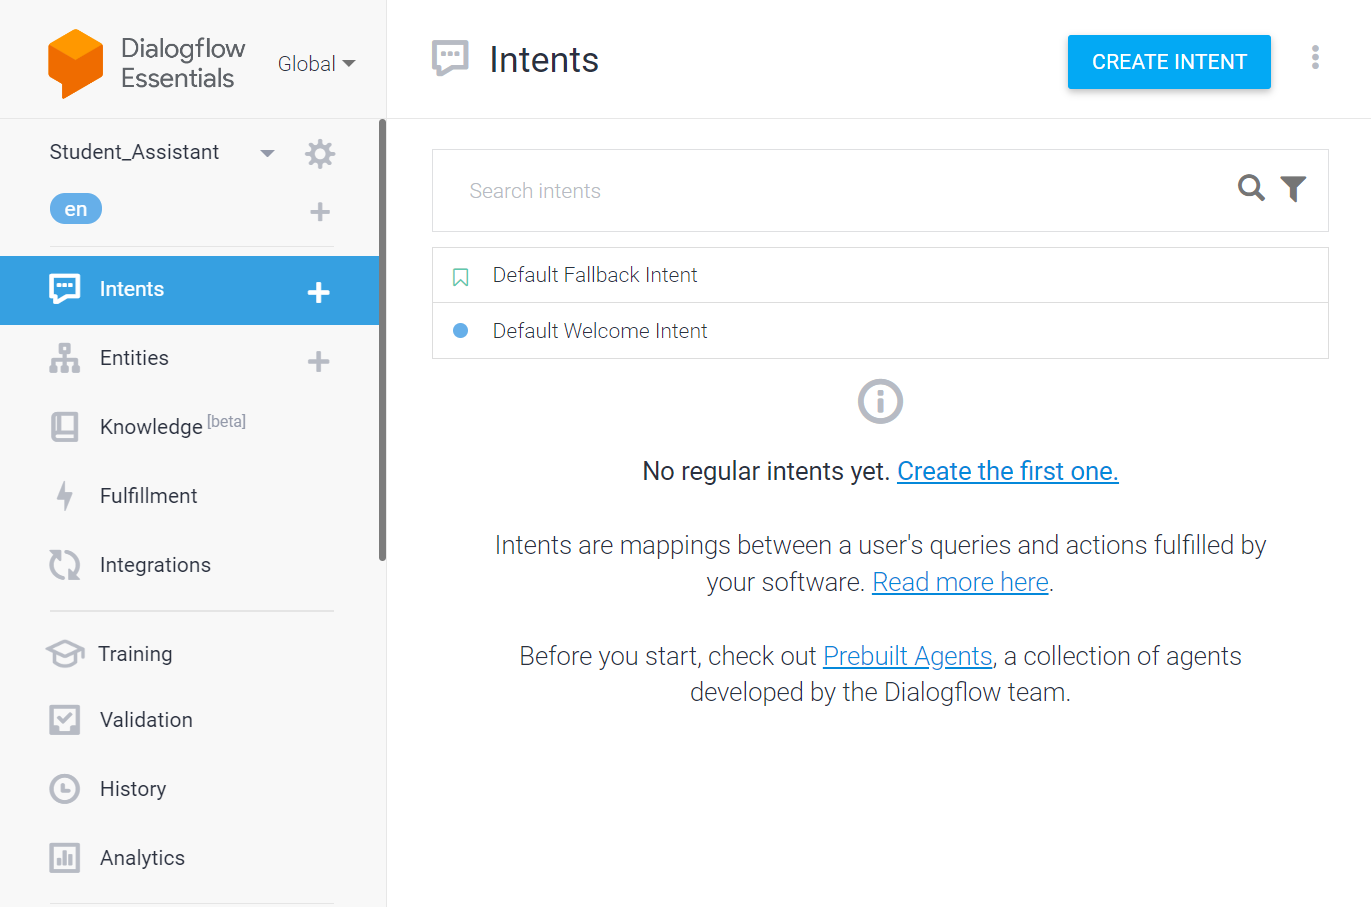 Dialogflow
Essentials
Global
Student_Assistant
en
Intents
Entities
Knowledge [beta]
Fulfillment
Integrations
Training
Validation
History
Analytics
Intents
CREATE INTENT
Search intents
Default Fallback Intent
Default Welcome Intent
No regular intents yet. Create the first one.
Intents are mappings between a user's queries and actions fulfilled by
your software. Read more here.
Before you start, check out Prebuilt Agents, a collection of agents
developed by the Dialogflow team.